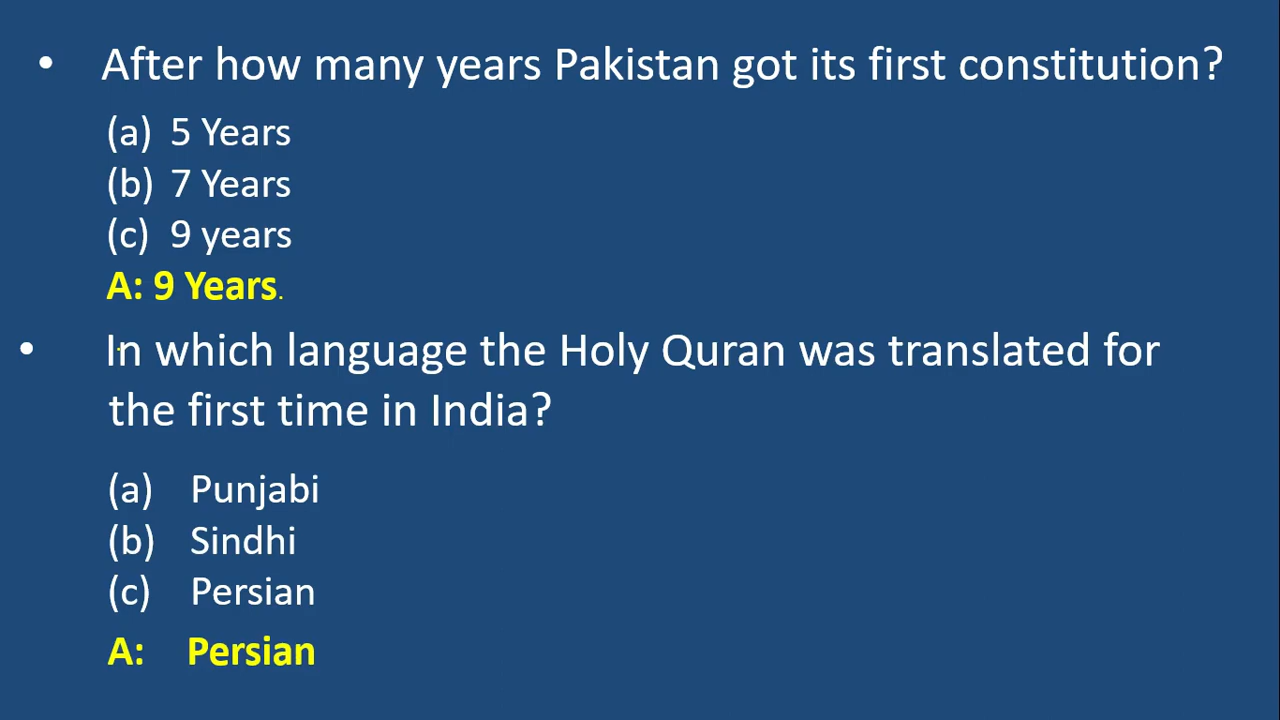 • After how many years Pakistan got its first constitution?
(a) 5 Years
(b) 7 Years
(c) 9 years
A: 9 Years.
• In which language the Holy Quran was translated for
the first time in India?
(a) Punjabi
(b) Sindhi
(c) Persian
A: Persian